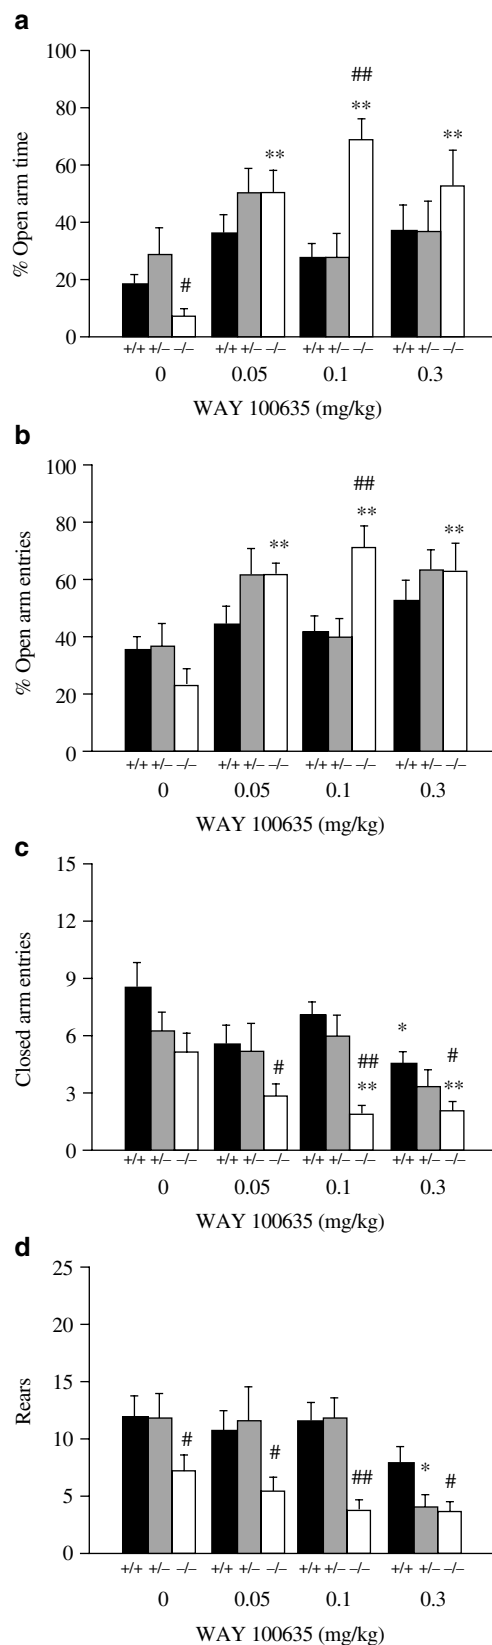 a
100
80
60
40
20
0
% Open arm time
#
**
##
**
**
+/+ +/– –/– +/+ +/– –/– +/+ +/– –/– +/+ +/– –/–
0 0.05 0.1 0.3
WAY 100635 (mg/kg)
b
100
80
60
40
20
0
% Open arm entries
**
##
**
**
+/+ +/– –/– +/+ +/– –/– +/+ +/– –/– +/+ +/– –/–
0 0.05 0.1 0.3
WAY 100635 (mg/kg)
c
15
12
9
6
3
0
Closed arm entries
#
##
**
*
#
**
+/+ +/– –/– +/+ +/– –/– +/+ +/– –/– +/+ +/– –/–
0 0.05 0.1 0.3
WAY 100635 (mg/kg)
d
25
20
15
10
5
0
Rears
#
#
##
*
#
+/+ +/– –/– +/+ +/– –/– +/+ +/– –/– +/+ +/– –/–
0 0.05 0.1 0.3
WAY 100635 (mg/kg)